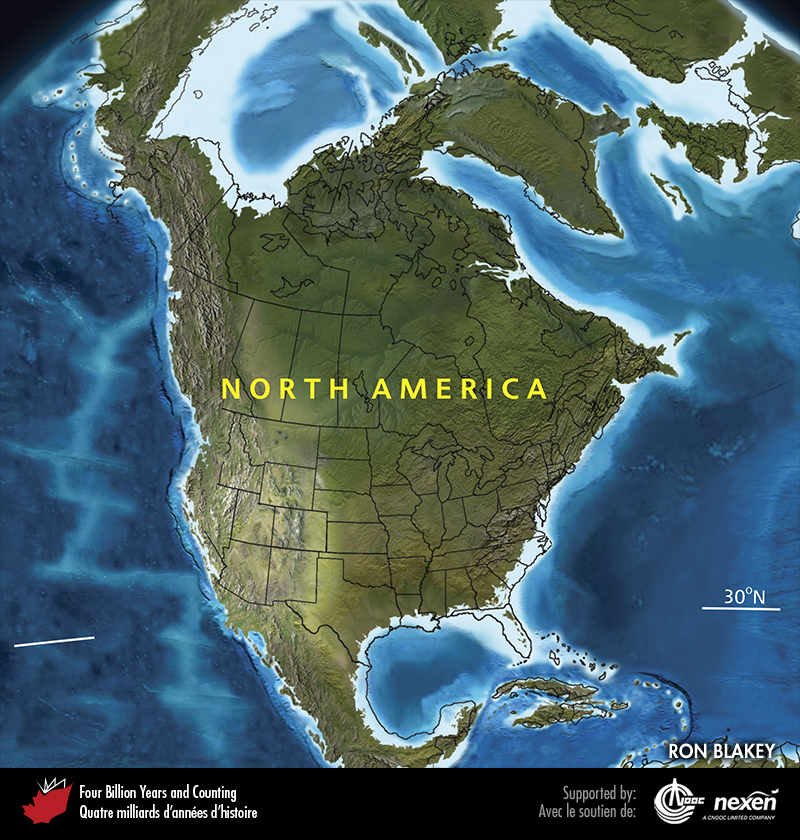 NORTH AMERICA
30°N
RON BLAKEY
Four Billion Years and Counting
Quatre milliards d'années d'histoire
Supported by:
Avec le soutien de:
CNOOC
nexen
A CNOOC LIMITED COMPANY